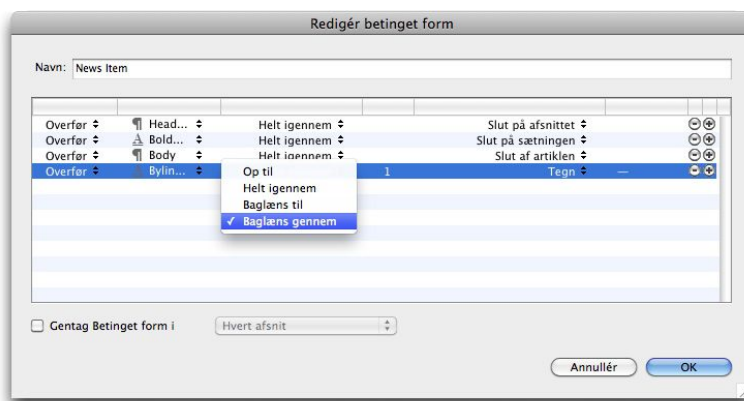 Redigér betinget form
Navn: News Item
Overfør ¶ Head... Helt igennem Slut på afsnittet
Overfør A Bold... Helt igennem Slut på sætningen
Overfør ¶ Body Helt igennem Slut af artiklen
Overfør A Bylin... 1 Tegn —
Op til
Helt igennem
Baglæns til
✓ Baglæns gennem
Gentag Betinget form i Hvert afsnit
Annullér OK